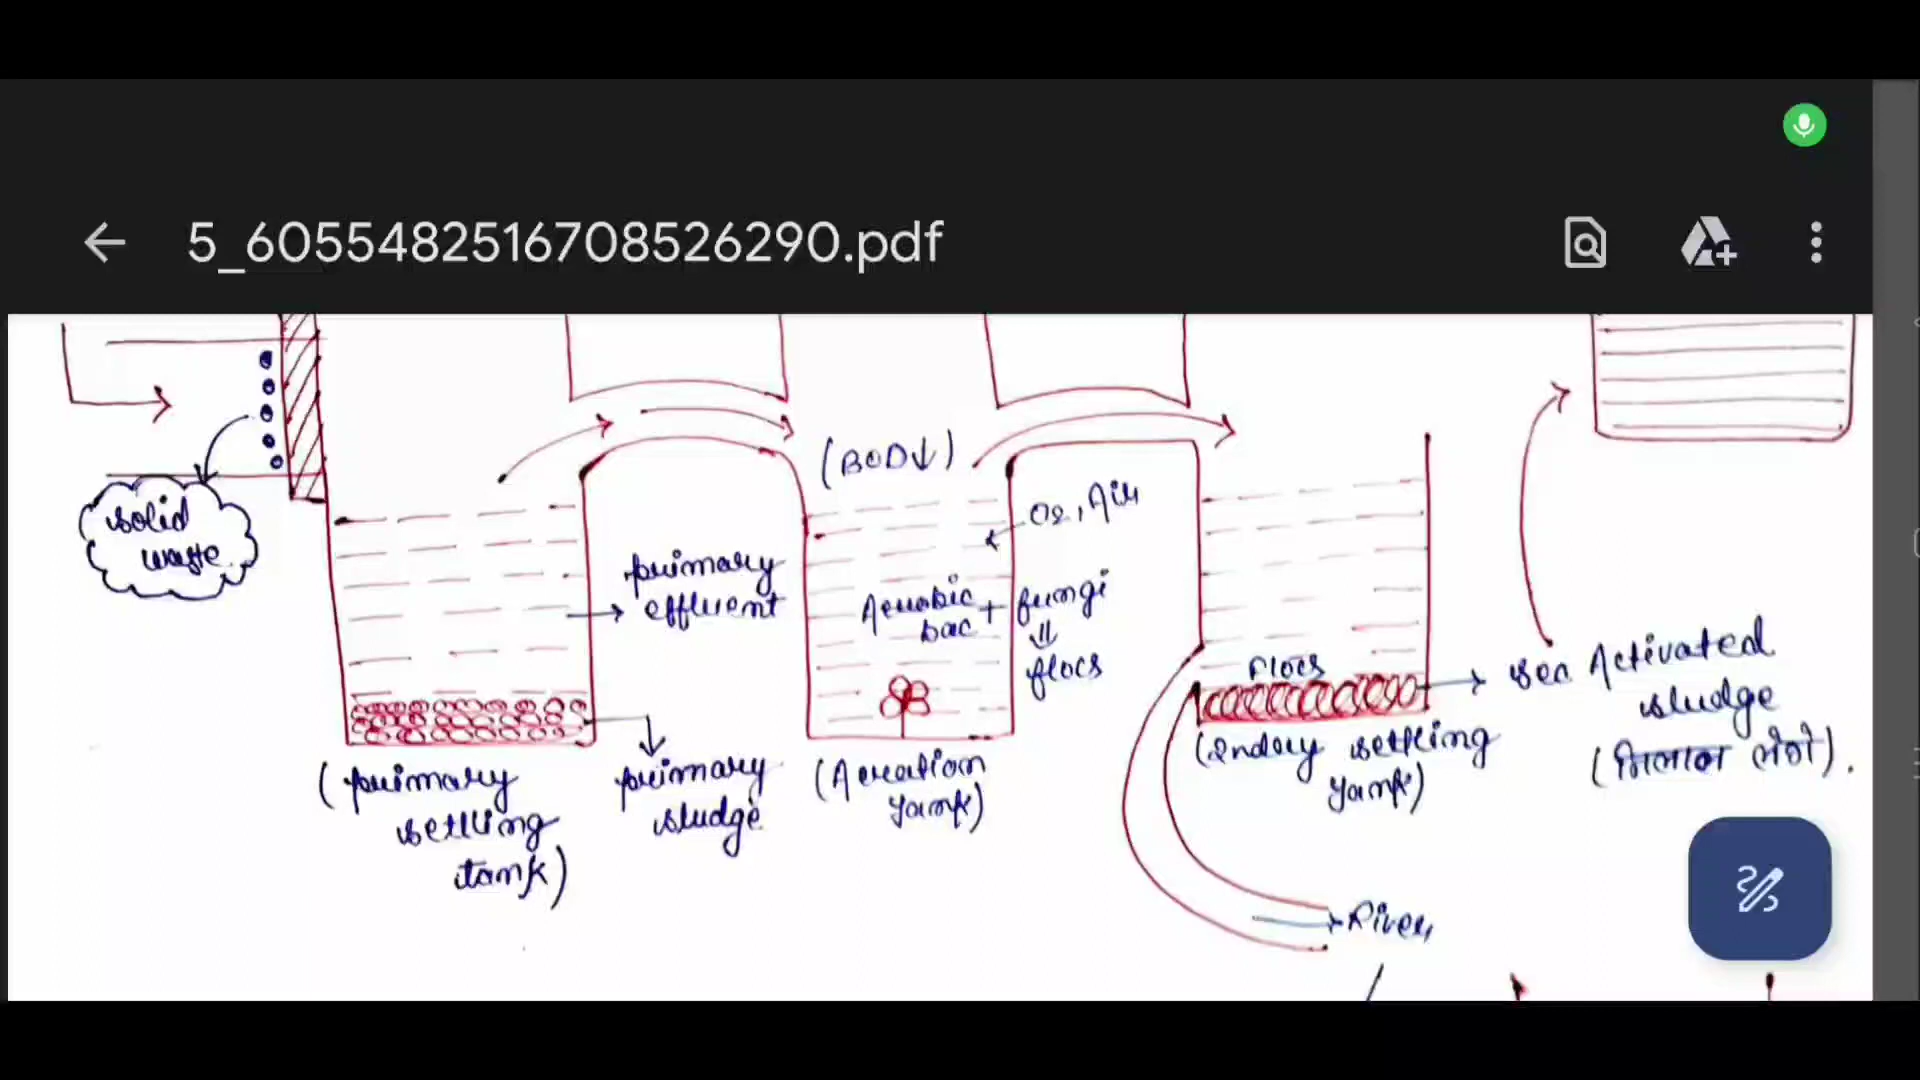 5_6055482516708526290.pdf
(BOD↓)
O2, Air
solid
waste
primary
effluent
Aerobic + fungi
bac
⇓
flocs
flocs
Activated
sludge
(primary
settling
tank)
primary
sludge
(Aeration
Tank)
(2ndary settling
Tank)
River